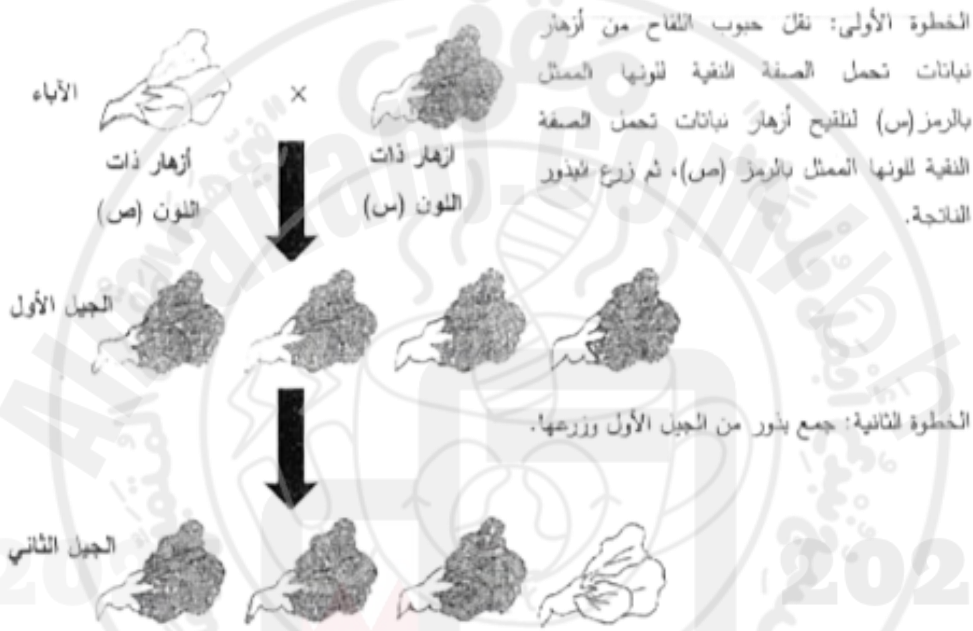 الخطوة الأولى: نقل حبوب اللقاح من أزهار
نباتات تحمل الصفة النقية للونها الممثل
بالرمز (س) لتلقيح أزهار نباتات تحمل الصفة
النقية للونها الممثل بالرمز (ص)، ثم زرع البذور
الناتجة.
الآباء
×
ازهار ذات
اللون (س)
أزهار ذات
اللون (ص)
الجيل الأول
الخطوة الثانية: جمع بذور من الجيل الأول وزرعها.
الجيل الثاني